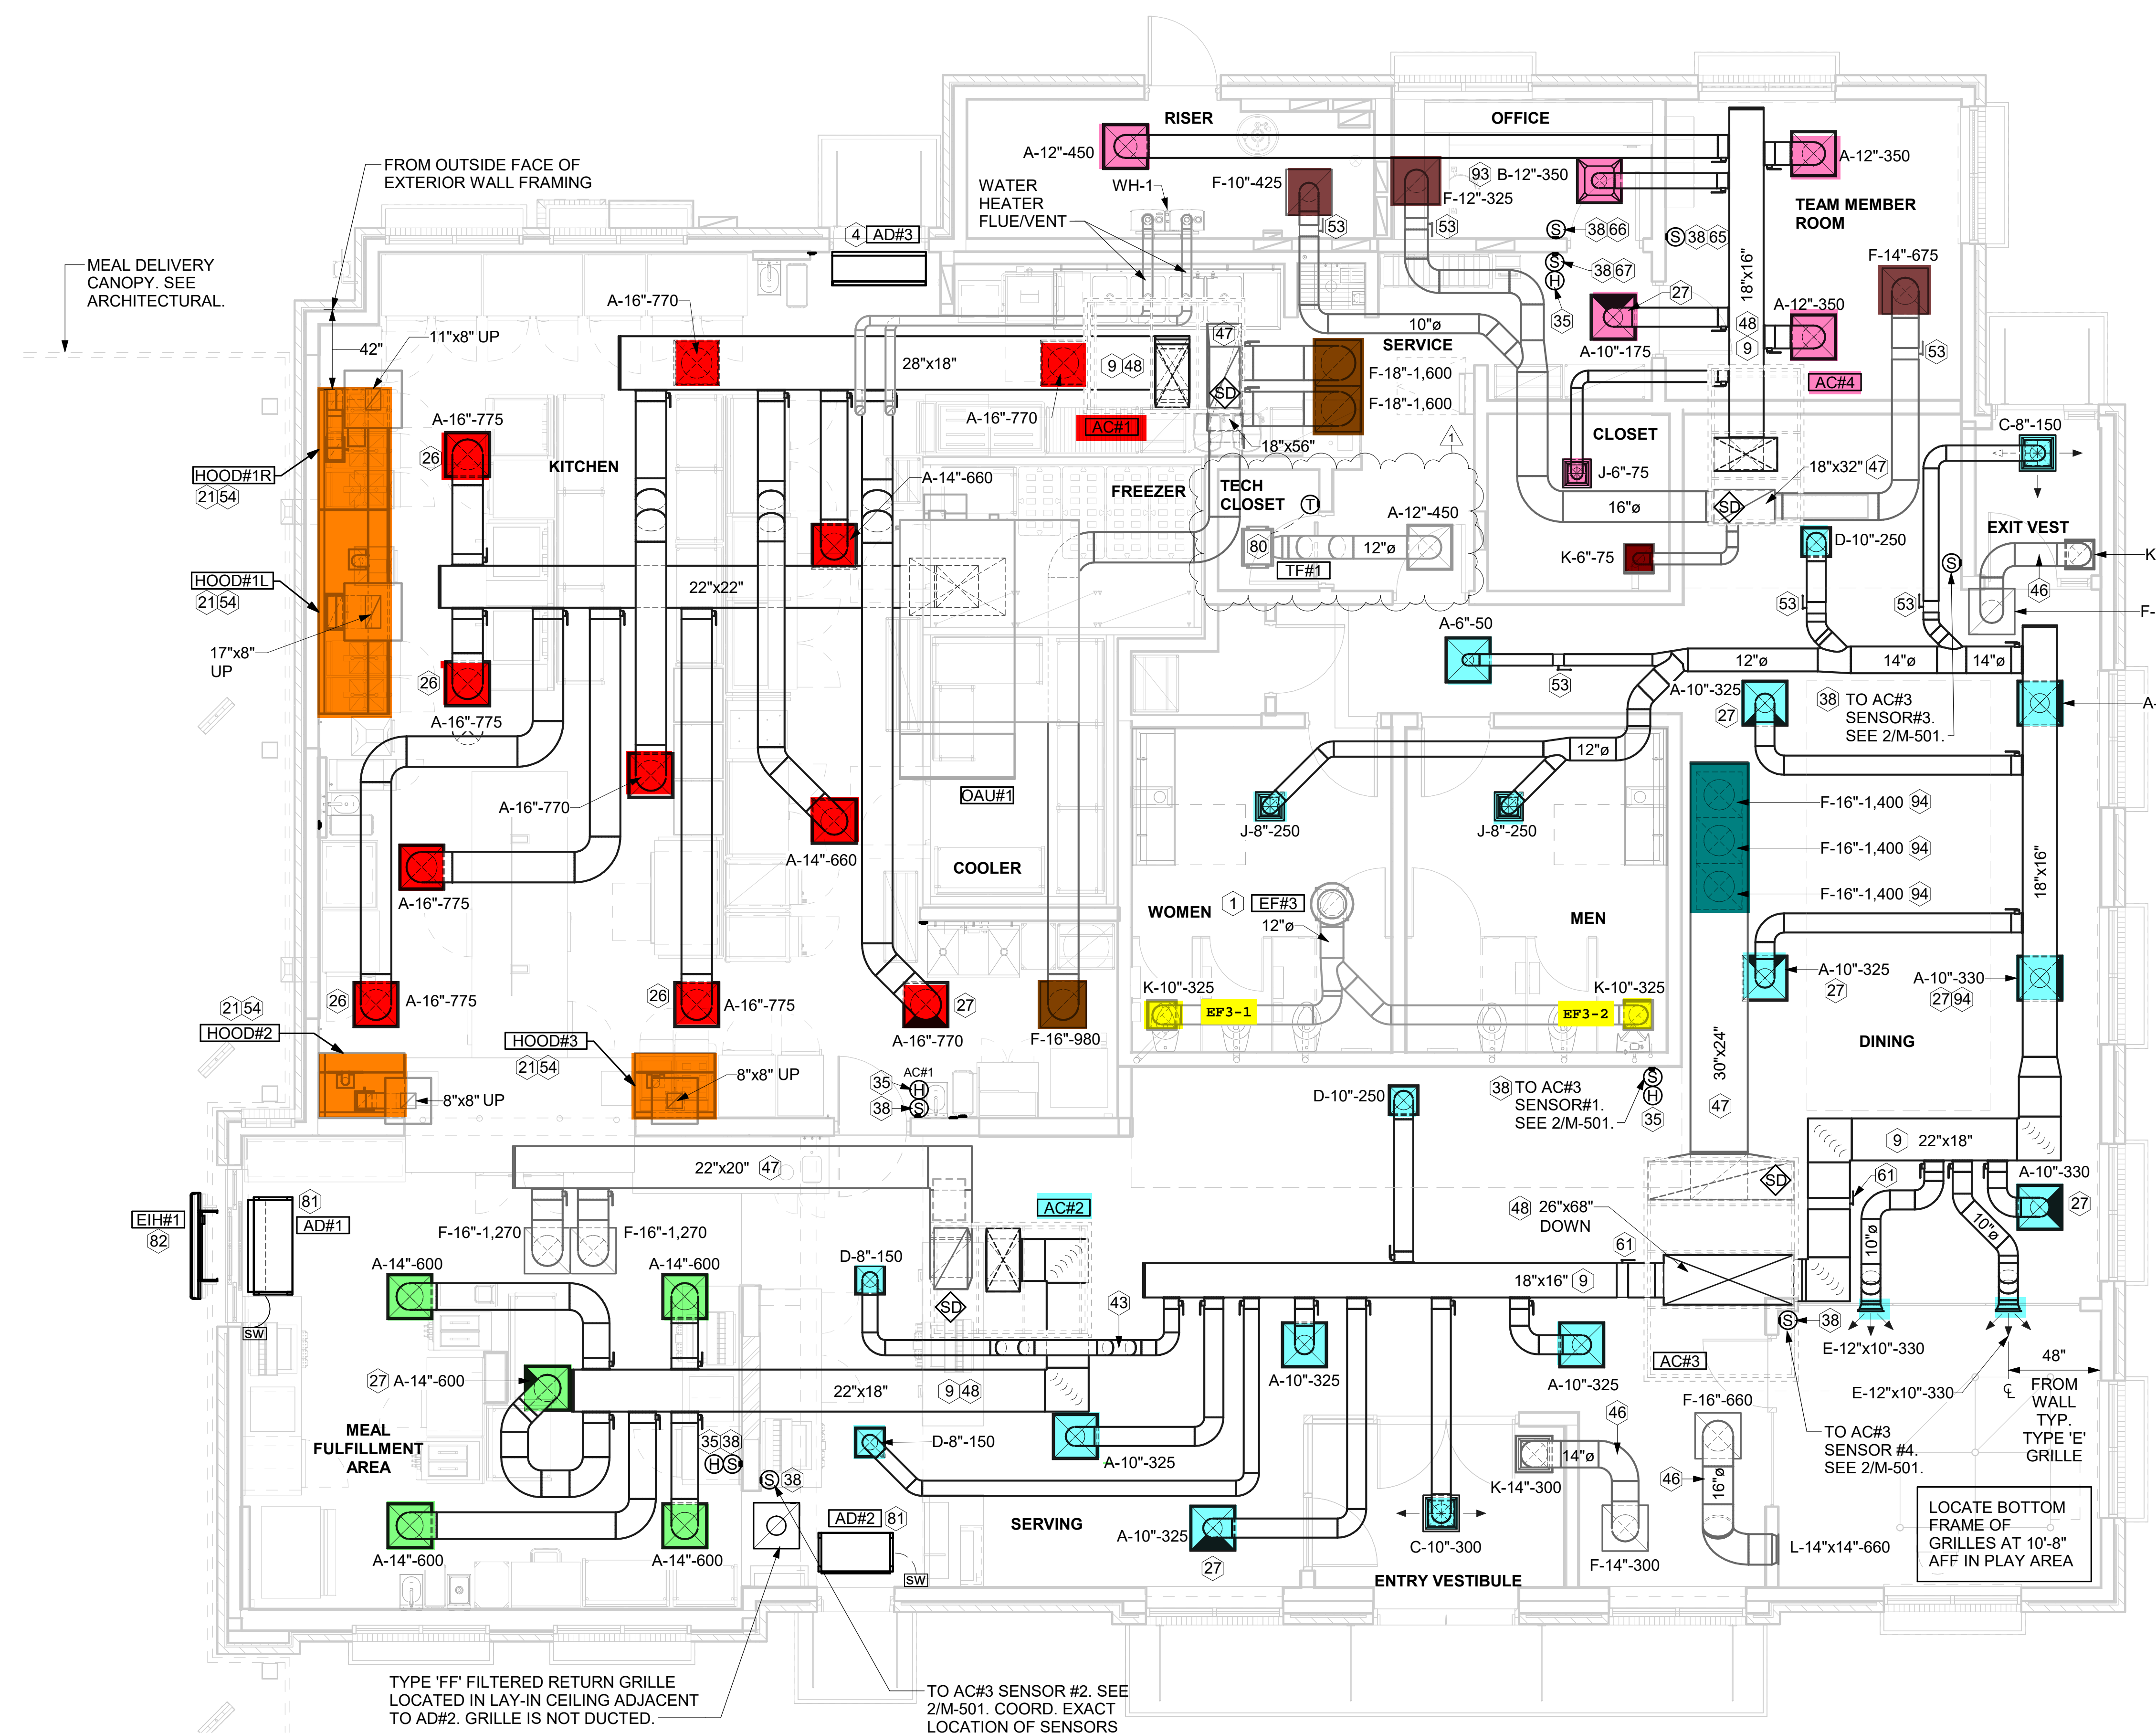 RISER
OFFICE
A-12"-450
A-12"-350
FROM OUTSIDE FACE OF
EXTERIOR WALL FRAMING
WATER
HEATER
FLUE/VENT
WH-1
F-10"-425
53
F-12"-325
53
93 B-12"-350
TEAM MEMBER
ROOM
4 AD#3
S 38 66
S 38 65
S 38 67
H
35
27
18"x16"
48
9
F-14"-675
A-12"-350
53
MEAL DELIVERY
CANOPY. SEE
ARCHITECTURAL.
A-16"-770
11"x8" UP
42"
28"x18"
9 48
47
SD
10"ø
SERVICE
F-18"-1,600
F-18"-1,600
A-10"-175
AC#4
A-16"-775
26
KITCHEN
A-16"-770
AC#1
18"x56"
1
CLOSET
J-6"-75
C-8"-150
HOOD#1R
21 54
A-14"-660
FREEZER
TECH
CLOSET
T
A-12"-450
80
12"ø
TF#1
16"ø
SD
18"x32" 47
D-10"-250
EXIT VEST
K
K-6"-75
S
46
HOOD#1L
21 54
22"x22"
53
53
F-
17"x8"
UP
26
A-16"-775
A-6"-50
53
12"ø
14"ø
14"ø
A-10"-325
27
38 TO AC#3
SENSOR#3.
SEE 2/M-501.
A-
12"ø
A-16"-770
OAU#1
J-8"-250
J-8"-250
F-16"-1,400 94
F-16"-1,400 94
F-16"-1,400 94
18"x16"
A-14"-660
COOLER
A-16"-775
WOMEN
1 EF#3
12"ø
MEN
A-10"-325
27
A-10"-330
27 94
K-10"-325
EF3-1
EF3-2
K-10"-325
26
A-16"-775
26
A-16"-775
27
A-16"-770
F-16"-980
DINING
30"x24"
47
21 54
HOOD#2
HOOD#3
21 54
8"x8" UP
8"x8" UP
AC#1
35 H
38 S
D-10"-250
38 TO AC#3
SENSOR#1.
SEE 2/M-501.
S
H
35
9 22"x18"
22"x20" 47
A-10"-330
27
SD
61
AC#2
EIH#1
82
81
AD#1
SW
F-16"-1,270
F-16"-1,270
48 26"x68"
DOWN
10"ø
10"ø
A-14"-600
A-14"-600
D-8"-150
SD
43
61
18"x16" 9
S 38
E-12"x10"-330
AC#3
48"
FROM
WALL
TYP.
TYPE 'E'
GRILLE
E-12"x10"-330
27 A-14"-600
22"x18"
9 48
A-10"-325
A-10"-325
F-16"-660
46
MEAL
FULFILLMENT
AREA
35 38
H S
S 38
D-8"-150
A-10"-325
14"ø
K-14"-300
46
16"ø
TO AC#3
SENSOR #4.
SEE 2/M-501.
AD#2 81
SW
SERVING
A-10"-325
27
C-10"-300
F-14"-300
L-14"x14"-660
LOCATE BOTTOM
FRAME OF
GRILLES AT 10'-8"
AFF IN PLAY AREA
A-14"-600
A-14"-600
ENTRY VESTIBULE
TYPE 'FF' FILTERED RETURN GRILLE
LOCATED IN LAY-IN CEILING ADJACENT
TO AD#2. GRILLE IS NOT DUCTED.
TO AC#3 SENSOR #2. SEE
2/M-501. COORD. EXACT
LOCATION OF SENSORS